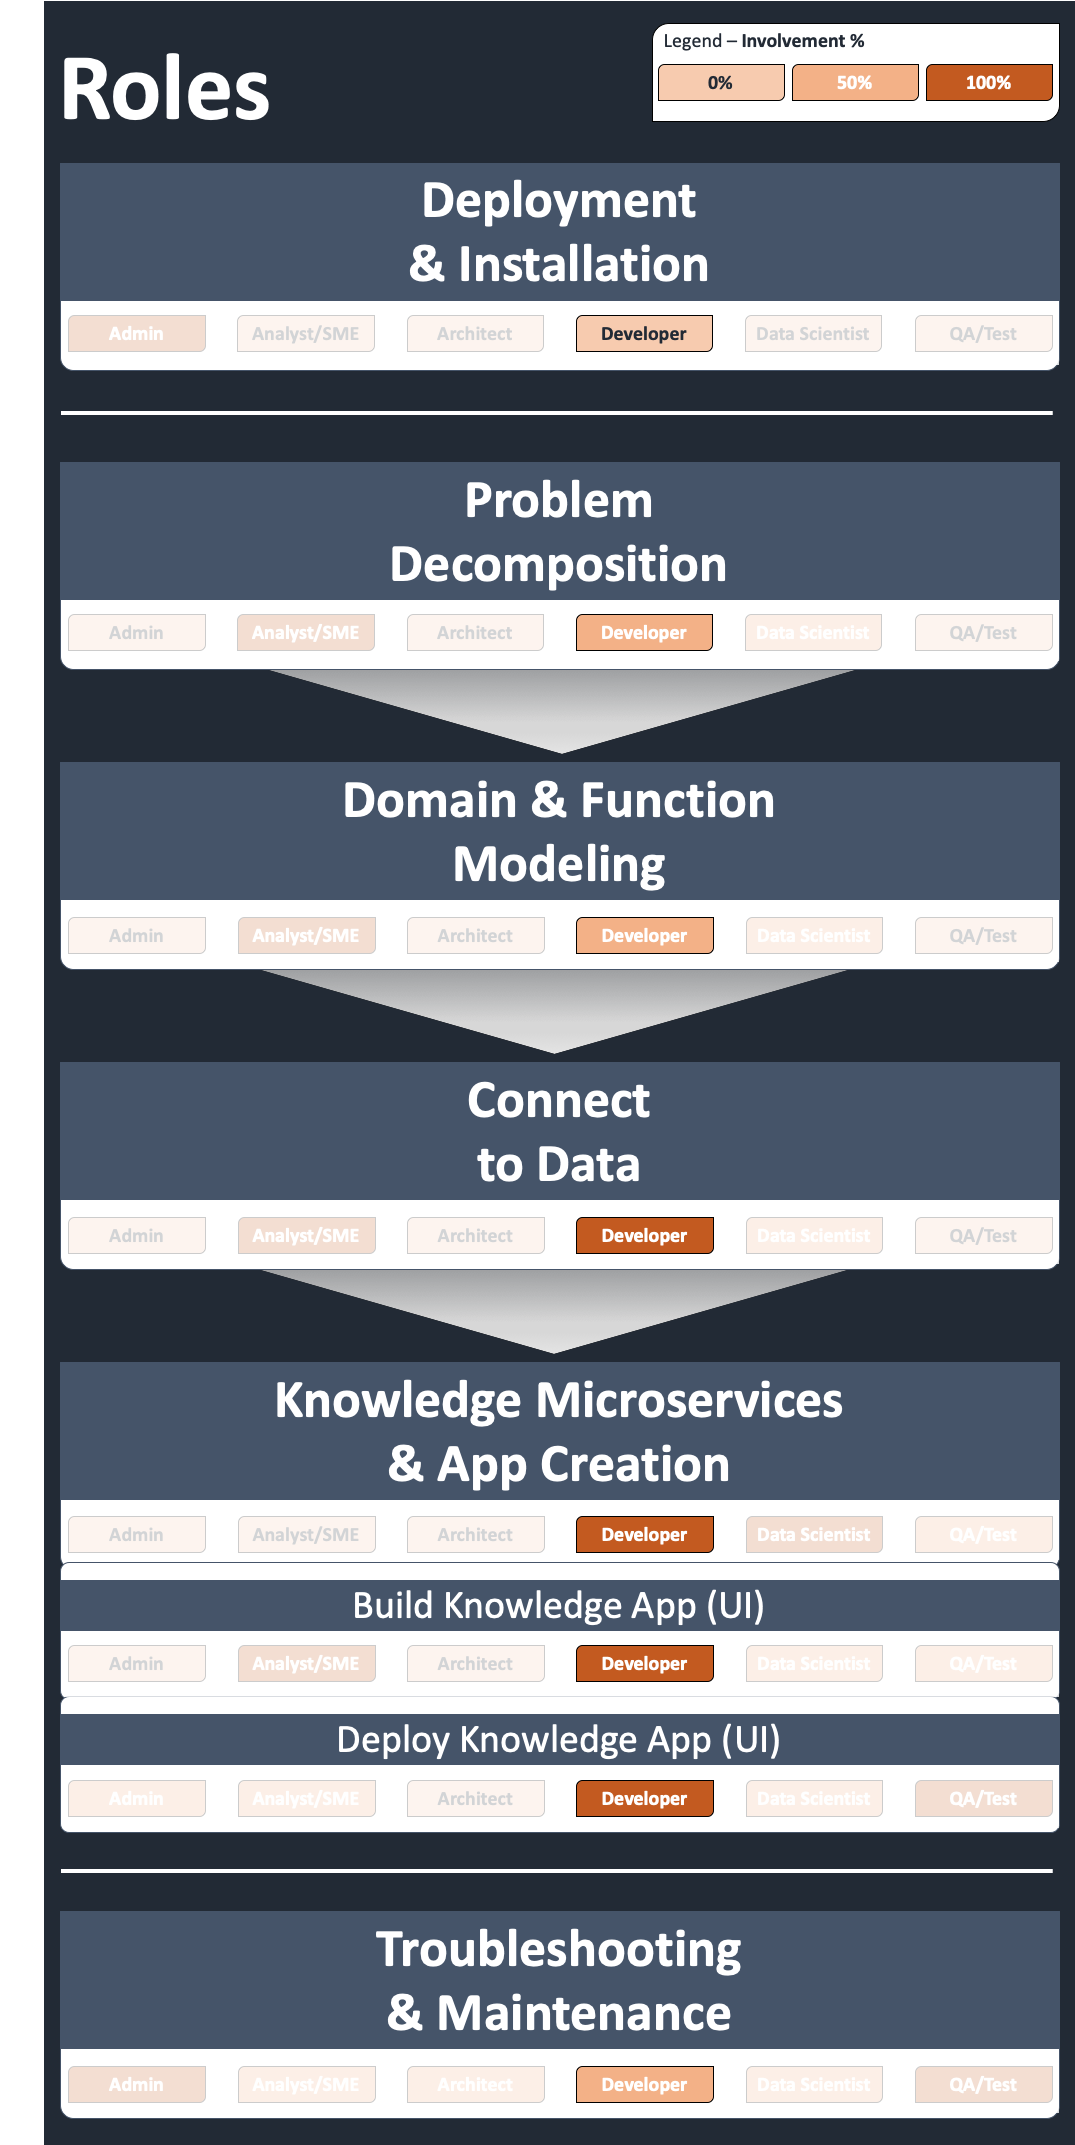 Roles
Legend – Involvement %
0% 50% 100%
Deployment
& Installation
Admin Analyst/SME Architect Developer Data Scientist QA/Test
Problem
Decomposition
Admin Analyst/SME Architect Developer Data Scientist QA/Test
Domain & Function
Modeling
Admin Analyst/SME Architect Developer Data Scientist QA/Test
Connect
to Data
Admin Analyst/SME Architect Developer Data Scientist QA/Test
Knowledge Microservices
& App Creation
Admin Analyst/SME Architect Developer Data Scientist QA/Test
Build Knowledge App (UI)
Admin Analyst/SME Architect Developer Data Scientist QA/Test
Deploy Knowledge App (UI)
Admin Analyst/SME Architect Developer Data Scientist QA/Test
Troubleshooting
& Maintenance
Admin Analyst/SME Architect Developer Data Scientist QA/Test